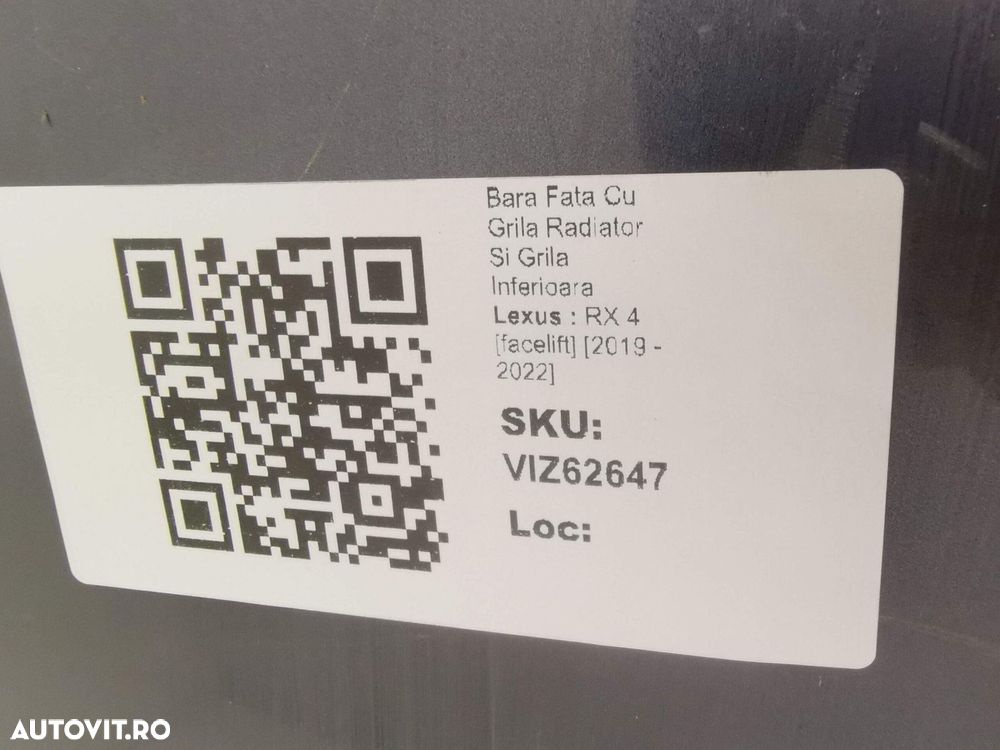 Bara Fata Cu
Grila Radiator
Si Grila
Inferioara
Lexus : RX 4
[facelift] [2019 -
2022]
SKU:
VIZ62647
Loc:
AUTOVIT.RO